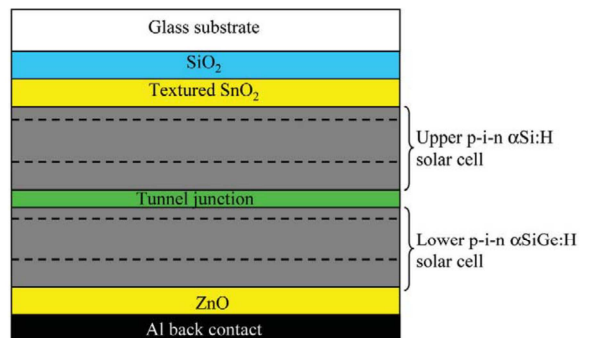 Glass substrate
SiO₂
Textured SnO₂
Upper p-i-n αSi:H
solar cell
Tunnel junction
Lower p-i-n αSiGe:H
solar cell
ZnO
Al back contact